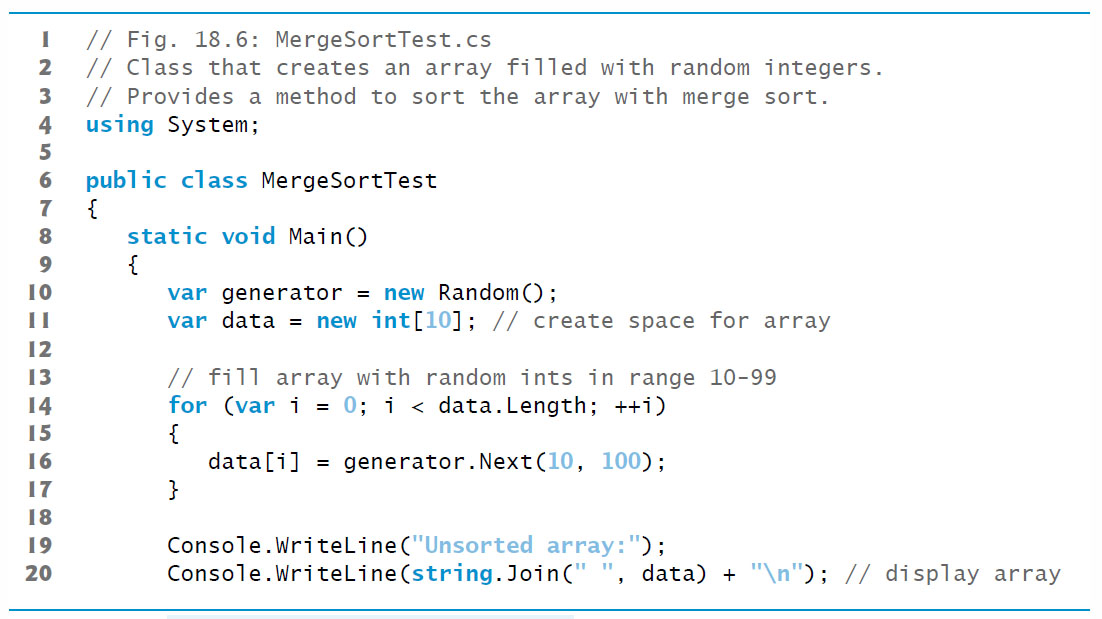 1 // Fig. 18.6: MergeSortTest.cs
2 // Class that creates an array filled with random integers.
3 // Provides a method to sort the array with merge sort.
4 using System;
5
6 public class MergeSortTest
7 {
8    static void Main()
9    {
10       var generator = new Random();
11       var data = new int[10]; // create space for array
12
13       // fill array with random ints in range 10-99
14       for (var i = 0; i < data.Length; ++i)
15       {
16          data[i] = generator.Next(10, 100);
17       }
18
19       Console.WriteLine("Unsorted array:");
20       Console.WriteLine(string.Join(" ", data) + "\n"); // display array